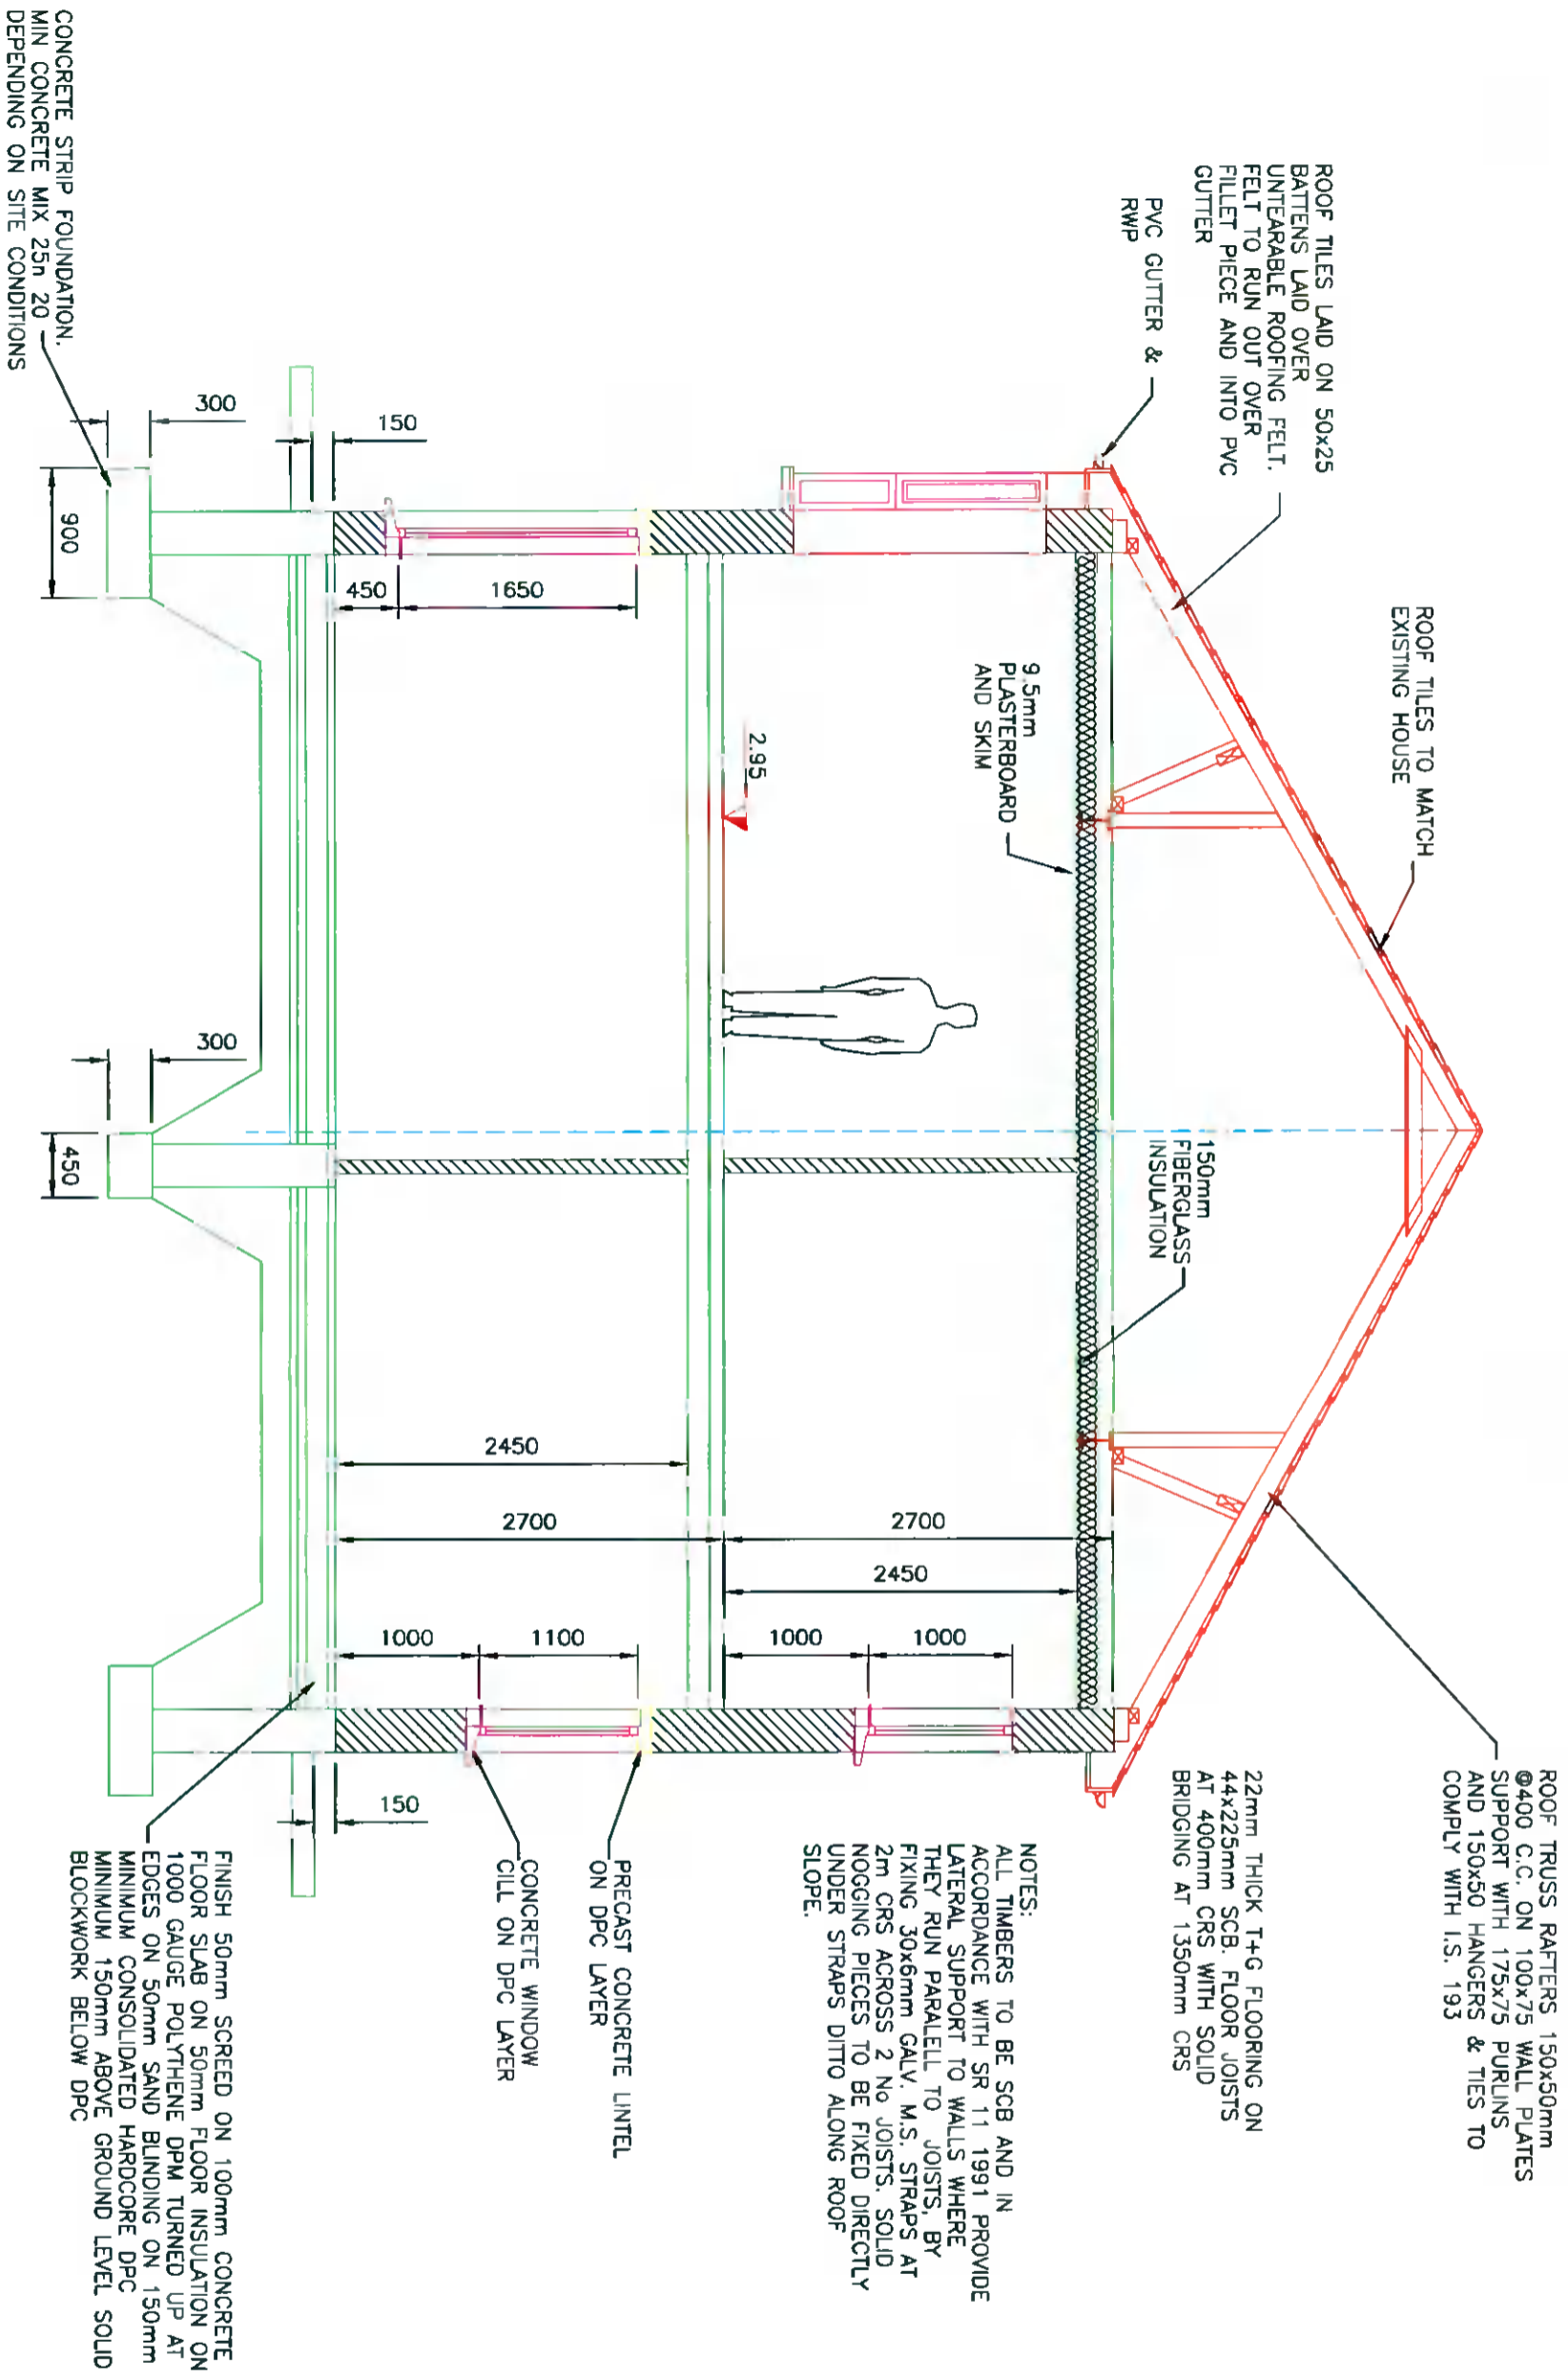 ROOF TILES TO MATCH
EXISTING HOUSE
ROOF TILES LAID ON 50x25
BATTENS LAID OVER
UNTEARABLE ROOFING FELT.
FELT TO RUN OUT OVER
FILLET PIECE AND INTO PVC
GUTTER
PVC GUTTER &
RWP
9.5mm
PLASTERBOARD
AND SKIM
2.95
150mm
FIBERGLASS
INSULATION
ROOF TRUSS RAFTERS 150x50mm
@400 C.C. ON 100x75 WALL PLATES
SUPPORT WITH 175x75 PURLINS
AND 150x50 HANGERS & TIES TO
COMPLY WITH I.S. 193
22mm THICK T+G FLOORING ON
44x225mm SCB. FLOOR JOISTS
AT 400mm CRS WITH SOLID
BRIDGING AT 1350mm CRS
NOTES:
ALL TIMBERS TO BE SCB AND IN
ACCORDANCE WITH SR 11 1991 PROVIDE
LATERAL SUPPORT TO WALLS WHERE
THEY RUN PARALELL TO JOISTS, BY
FIXING 30x6mm GALV. M.S. STRAPS AT
2m CRS ACROSS 2 No JOISTS. SOLID
NOGGING PIECES TO BE FIXED DIRECTLY
UNDER STRAPS DITTO ALONG ROOF
SLOPE.
PRECAST CONCRETE LINTEL
ON DPC LAYER
CONCRETE WINDOW
CILL ON DPC LAYER
FINISH 50mm SCREED ON 100mm CONCRETE
FLOOR SLAB ON 50mm FLOOR INSULATION ON
1000 GAUGE POLYTHENE DPM TURNED UP AT
EDGES ON 50mm SAND BLINDING ON 150mm
MINIMUM CONSOLIDATED HARDCORE DPC
MINIMUM 150mm ABOVE GROUND LEVEL SOLID
BLOCKWORK BELOW DPC
CONCRETE STRIP FOUNDATION.
MIN CONCRETE MIX 25n 20
DEPENDING ON SITE CONDITIONS
2700
2450
1000
1000
1650
450
2450
2700
1000
1100
150
150
300
900
300
450